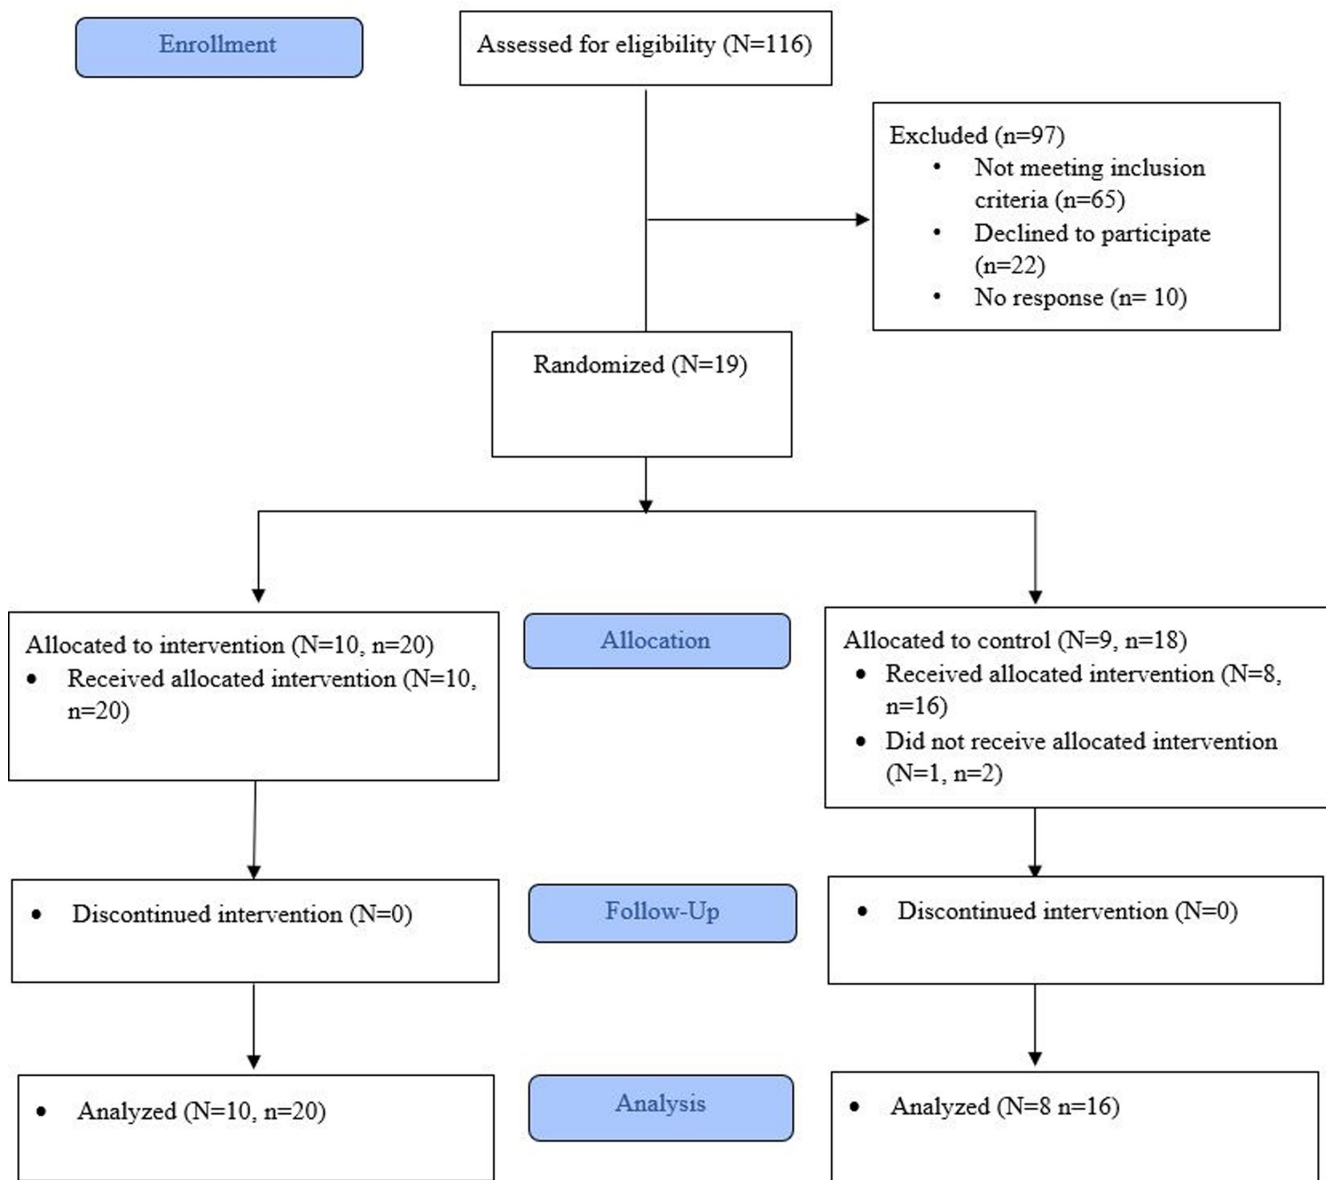 Enrollment
Assessed for eligibility (N=116)
Excluded (n=97)
• Not meeting inclusion
criteria (n=65)
• Declined to participate
(n=22)
• No response (n= 10)
Randomized (N=19)
Allocated to intervention (N=10, n=20)
• Received allocated intervention (N=10,
n=20)
Allocation
Allocated to control (N=9, n=18)
• Received allocated intervention (N=8,
n=16)
• Did not receive allocated intervention
(N=1, n=2)
• Discontinued intervention (N=0)
Follow-Up
• Discontinued intervention (N=0)
• Analyzed (N=10, n=20)
Analysis
• Analyzed (N=8 n=16)